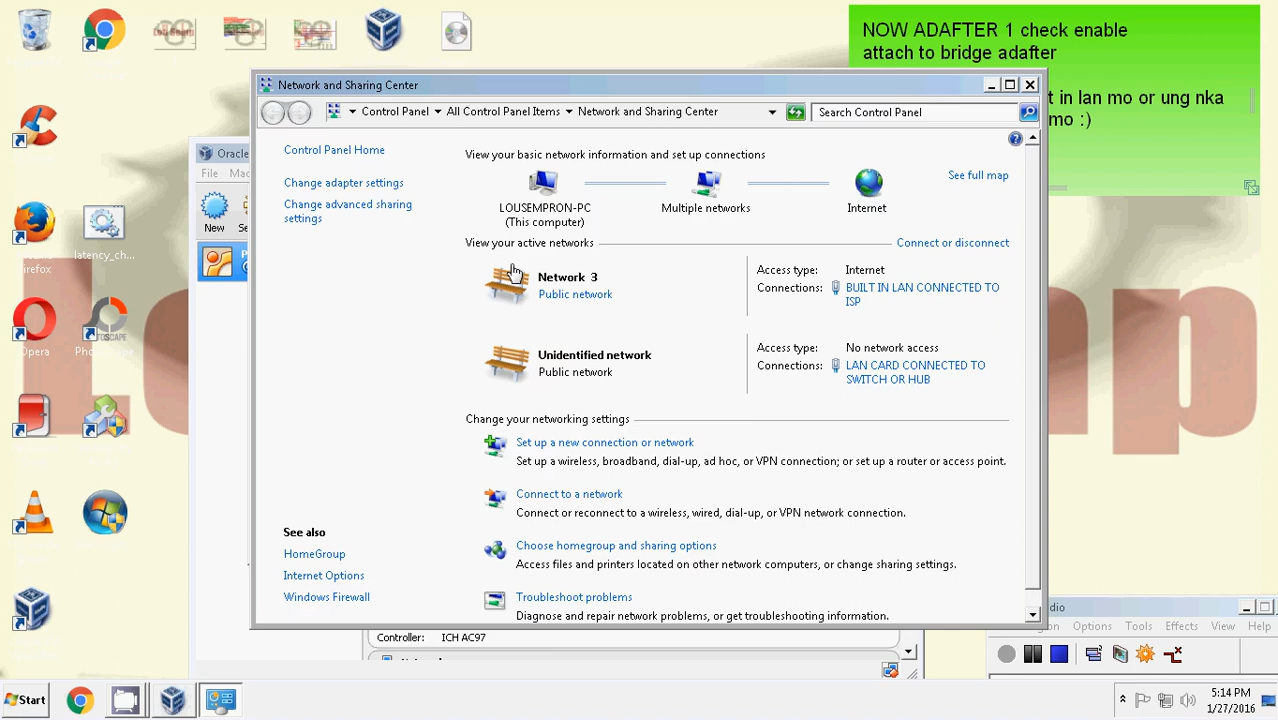 NOW ADAFTER 1 check enable
attach to bridge adafter
t in lan mo or ung nka
mo :)
Network and Sharing Center
Control Panel
All Control Panel Items
Network and Sharing Center
Search Control Panel
Control Panel Home
Change adapter settings
Change advanced sharing
settings
View your basic network information and set up connections
See full map
LOUSEMPRON-PC
(This computer)
Multiple networks
Internet
View your active networks
Connect or disconnect
Network 3
Public network
Access type: Internet
Connections: BUILT IN LAN CONNECTED TO
ISP
Unidentified network
Public network
Access type: No network access
Connections: LAN CARD CONNECTED TO
SWITCH OR HUB
Change your networking settings
Set up a new connection or network
Set up a wireless, broadband, dial-up, ad hoc, or VPN connection; or set up a router or access point.
Connect to a network
Connect or reconnect to a wireless, wired, dial-up, or VPN network connection.
Choose homegroup and sharing options
Access files and printers located on other network computers, or change sharing settings.
Troubleshoot problems
Diagnose and repair network problems, or get troubleshooting information.
See also
HomeGroup
Internet Options
Windows Firewall
Oracle
File
New
latency_ch...
Opera
Controller: ICH AC97
Options
Tools
Effects
View
Help
Start
5:14 PM
1/27/2016